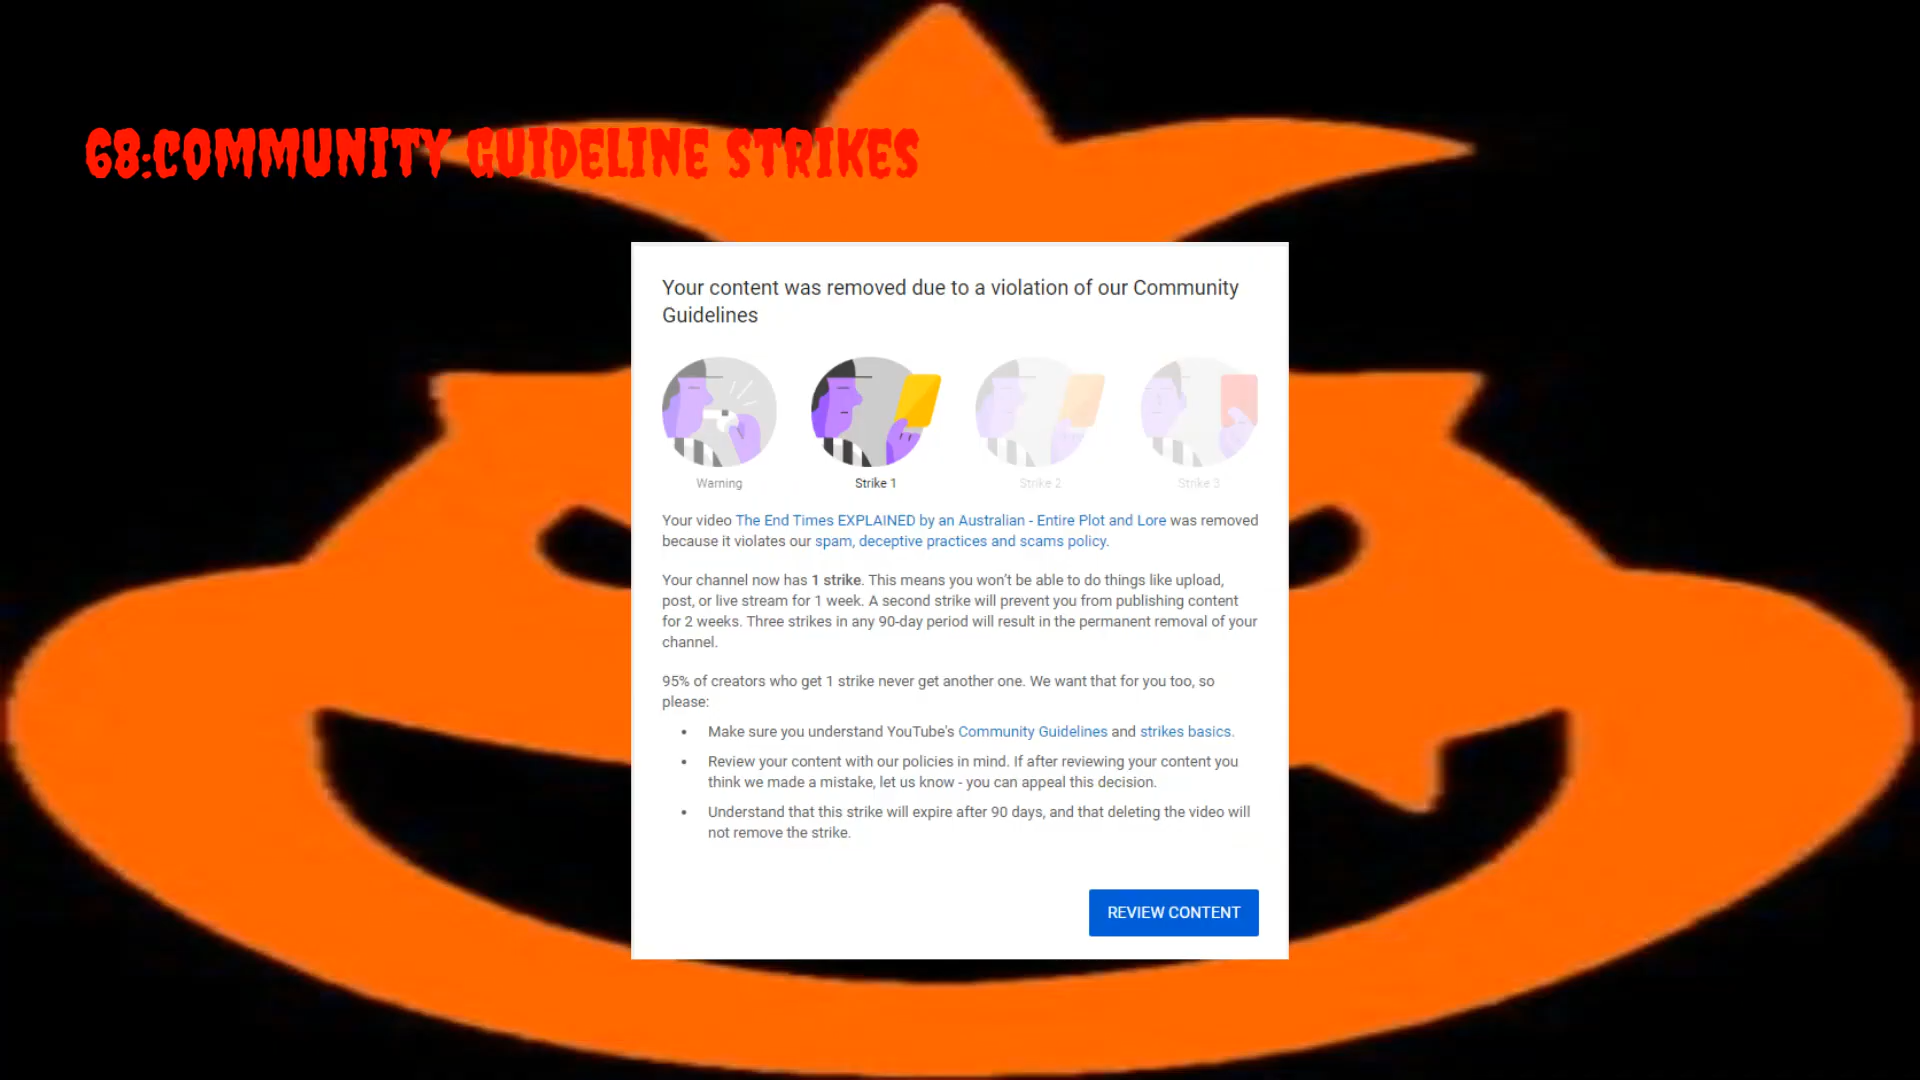 68:COMMUNITY GUIDELINE STRIKES
Your content was removed due to a violation of our Community
Guidelines
Warning
Strike 1
Strike 2
Strike 3
Your video The End Times EXPLAINED by an Australian - Entire Plot and Lore was removed
because it violates our spam, deceptive practices and scams policy.
Your channel now has 1 strike. This means you won't be able to do things like upload,
post, or live stream for 1 week. A second strike will prevent you from publishing content
for 2 weeks. Three strikes in any 90-day period will result in the permanent removal of your
channel.
95% of creators who get 1 strike never get another one. We want that for you too, so
please:
• Make sure you understand YouTube's Community Guidelines and strikes basics.
• Review your content with our policies in mind. If after reviewing your content you
think we made a mistake, let us know - you can appeal this decision.
• Understand that this strike will expire after 90 days, and that deleting the video will
not remove the strike.
REVIEW CONTENT